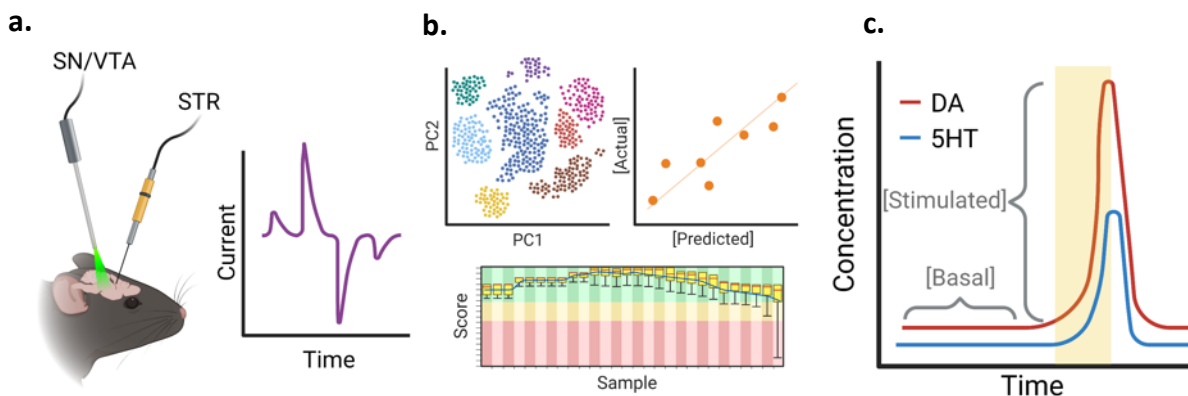 a.
SN/VTA
STR
Current
Time
b.
PC2
PC1
[Actual]
[Predicted]
Score
Sample
c.
DA
5HT
[Stimulated]
[Basal]
Concentration
Time